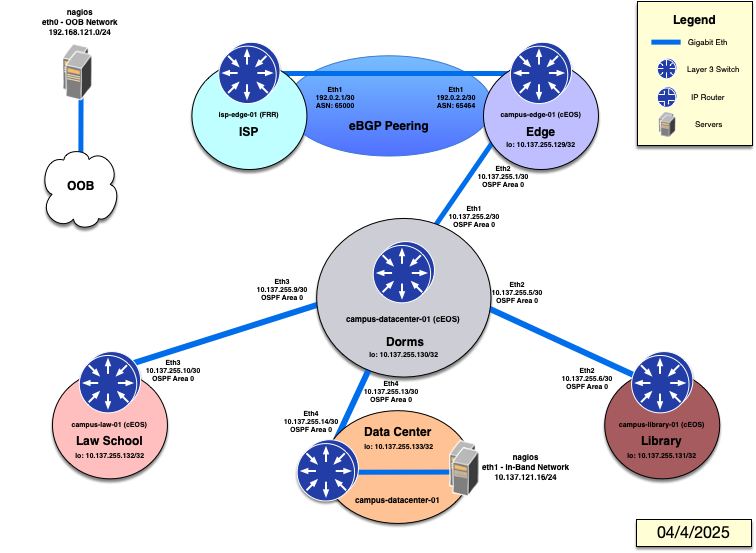 nagios
eth0 - OOB Network
192.168.121.0/24
OOB
isp-edge-01 (FRR)
ISP
Eth1
192.0.2.1/30
ASN: 65000
eBGP Peering
Eth1
192.0.2.2/30
ASN: 65464
campus-edge-01 (cEOS)
Edge
lo: 10.137.255.129/32
Legend
Gigabit Eth
Layer 3 Switch
IP Router
Servers
Eth2
10.137.255.1/30
OSPF Area 0
Eth1
10.137.255.2/30
OSPF Area 0
campus-datacenter-01 (cEOS)
Dorms
lo: 10.137.255.130/32
Eth3
10.137.255.9/30
OSPF Area 0
Eth2
10.137.255.5/30
OSPF Area 0
Eth3
10.137.255.10/30
OSPF Area 0
campus-law-01 (cEOS)
Law School
lo: 10.137.255.132/32
Eth4
10.137.255.13/30
OSPF Area 0
Eth4
10.137.255.14/30
OSPF Area 0
Data Center
lo: 10.137.255.133/32
campus-datacenter-01
nagios
eth1 - In-Band Network
10.137.121.16/24
Eth2
10.137.255.6/30
OSPF Area 0
campus-library-01 (cEOS)
Library
lo: 10.137.255.131/32
04/4/2025